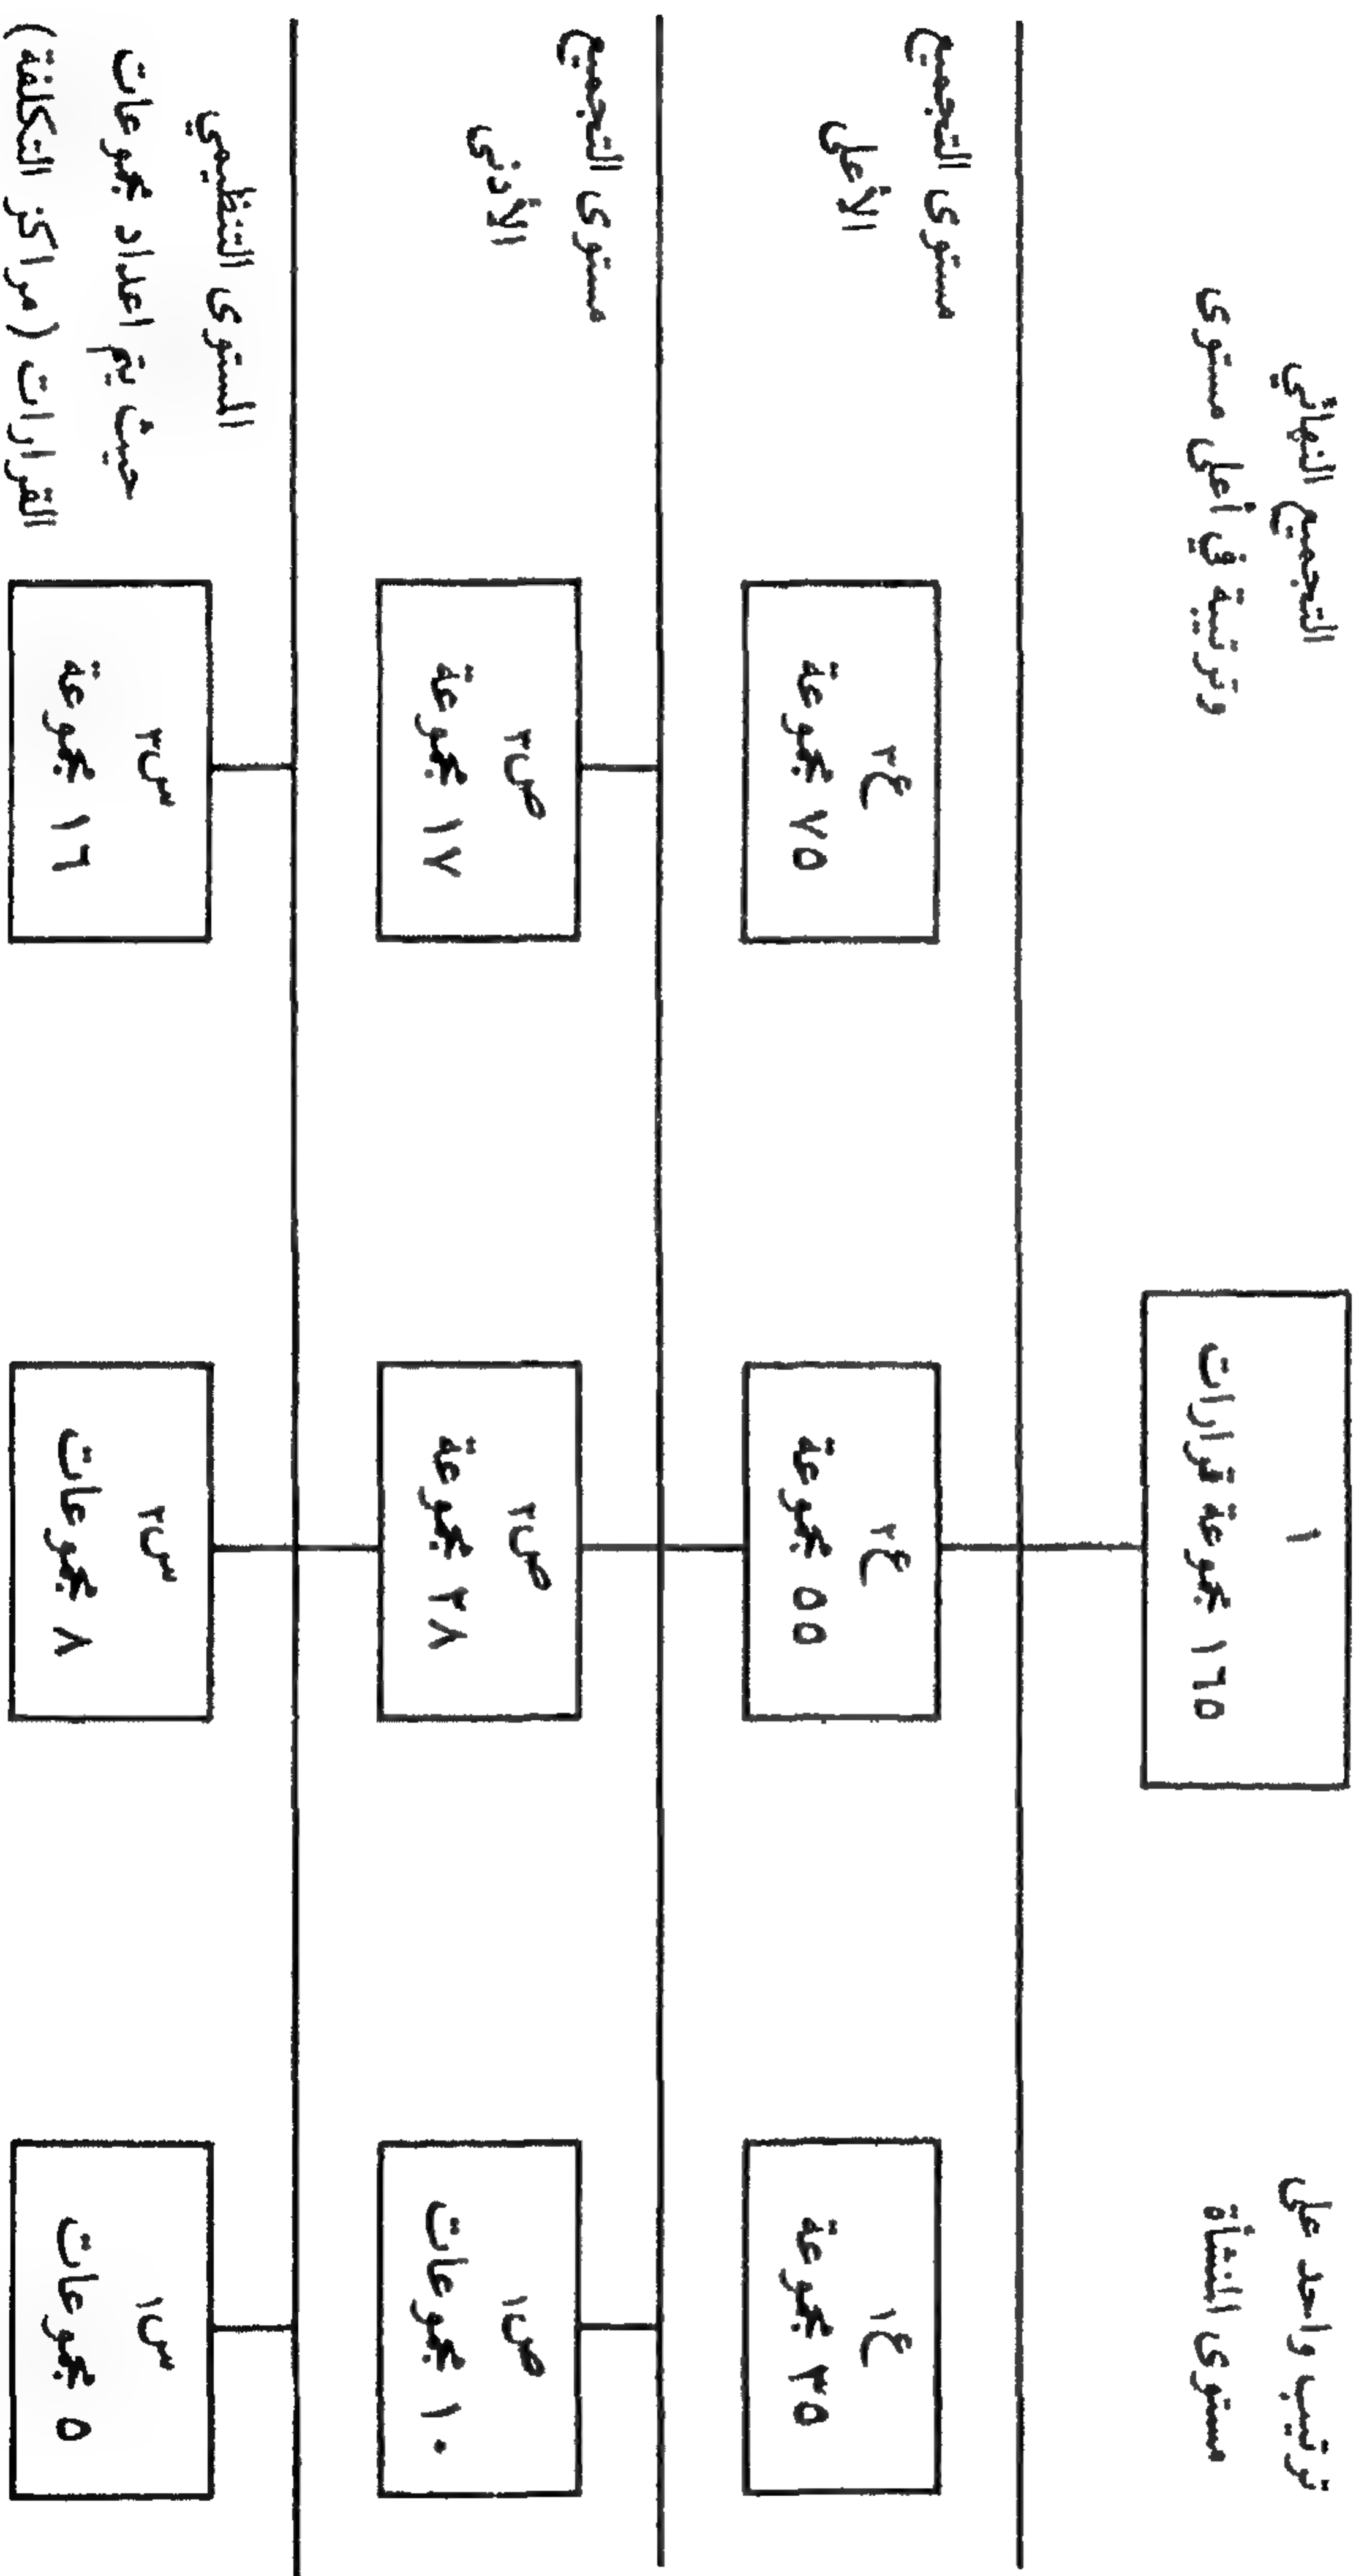 ترتيب واحد على
مستوى المنشأة
١
١٦٥ مجموعة قرارات
التجميع النهائي
وترتيبة في أعلى مستوى
ع١
٣٥ مجموعة
ع٢
٥٥ مجموعة
ع٣
٧٥ مجموعة
مستوى التجميع
الأعلى
ص١
١٠ مجموعات
ص٢
٢٨ مجموعة
ص٣
١٧ مجموعة
مستوى التجميع
الأدنى
س١
٥ مجموعات
س٢
٨ مجموعات
س٣
١٦ مجموعة
المستوى التنظيمي
حيث يتم اعداد مجموعات
القرارات (مراكز التكلفة)